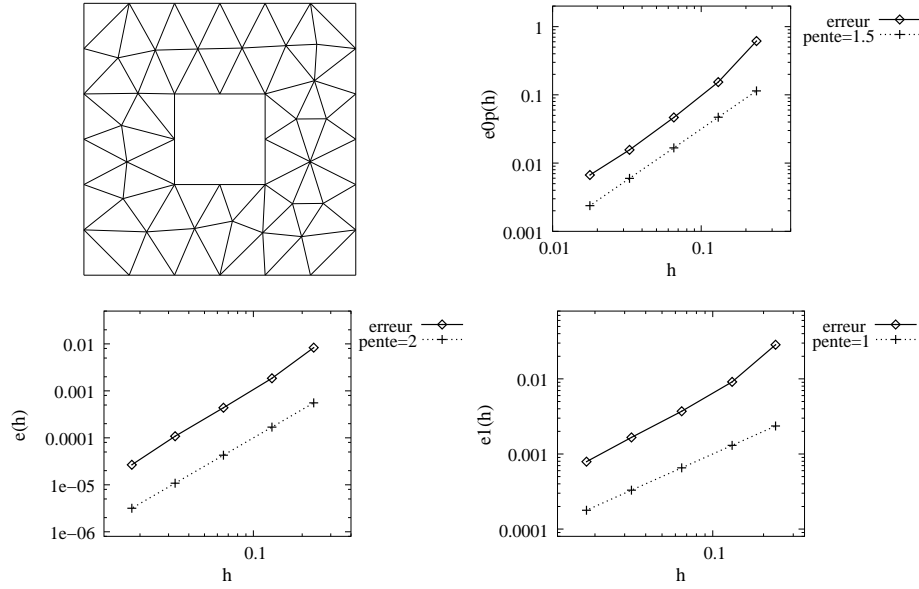 erreur
pente=1.5
1
0.1
0.01
0.001
0.01
0.1
e0p(h)
h
erreur
pente=2
0.01
0.001
0.0001
1e-05
1e-06
0.1
e(h)
h
erreur
pente=1
0.01
0.001
0.0001
0.1
e1(h)
h